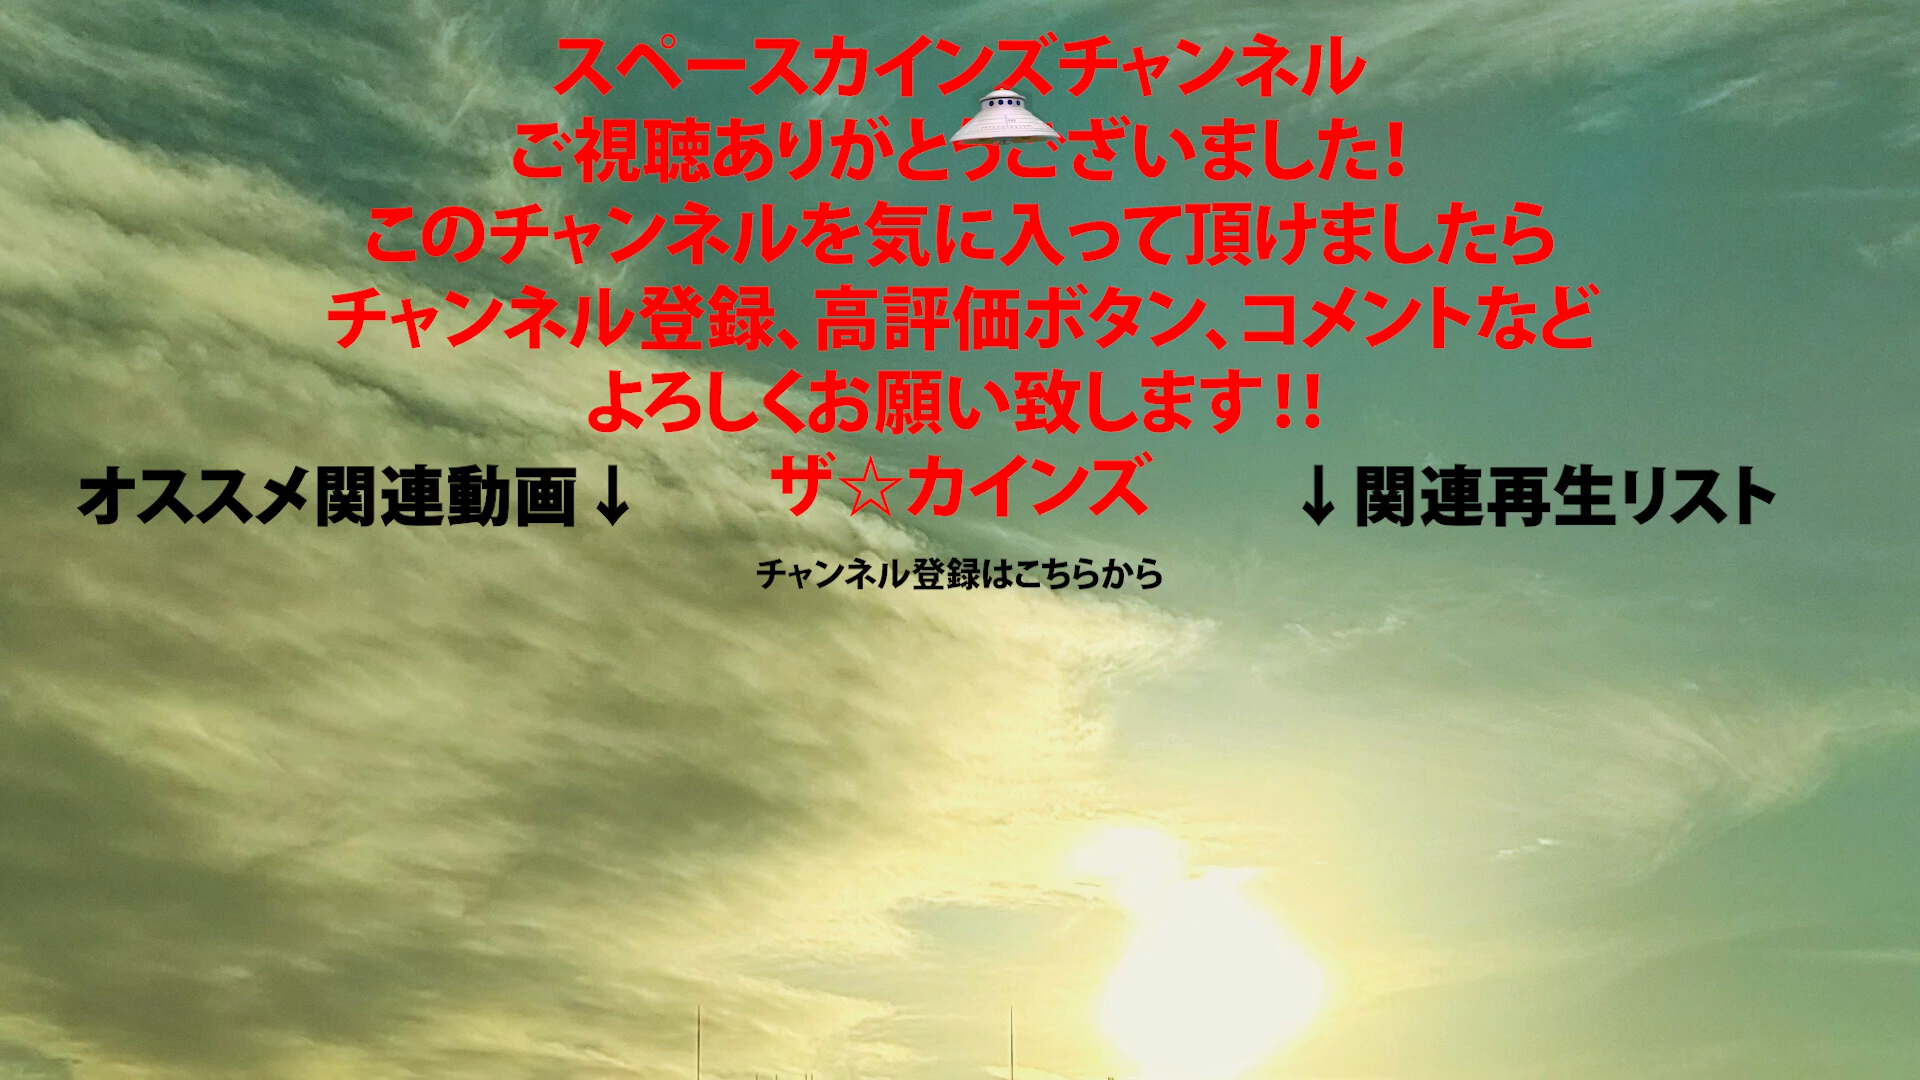 スペースカインズチャンネル
ご視聴ありがとうございました!
このチャンネルを気に入って頂けましたら
チャンネル登録、高評価ボタン、コメントなど
よろしくお願い致します!!
ザ☆カインズ
オススメ関連動画↓
↓関連再生リスト
チャンネル登録はこちらから